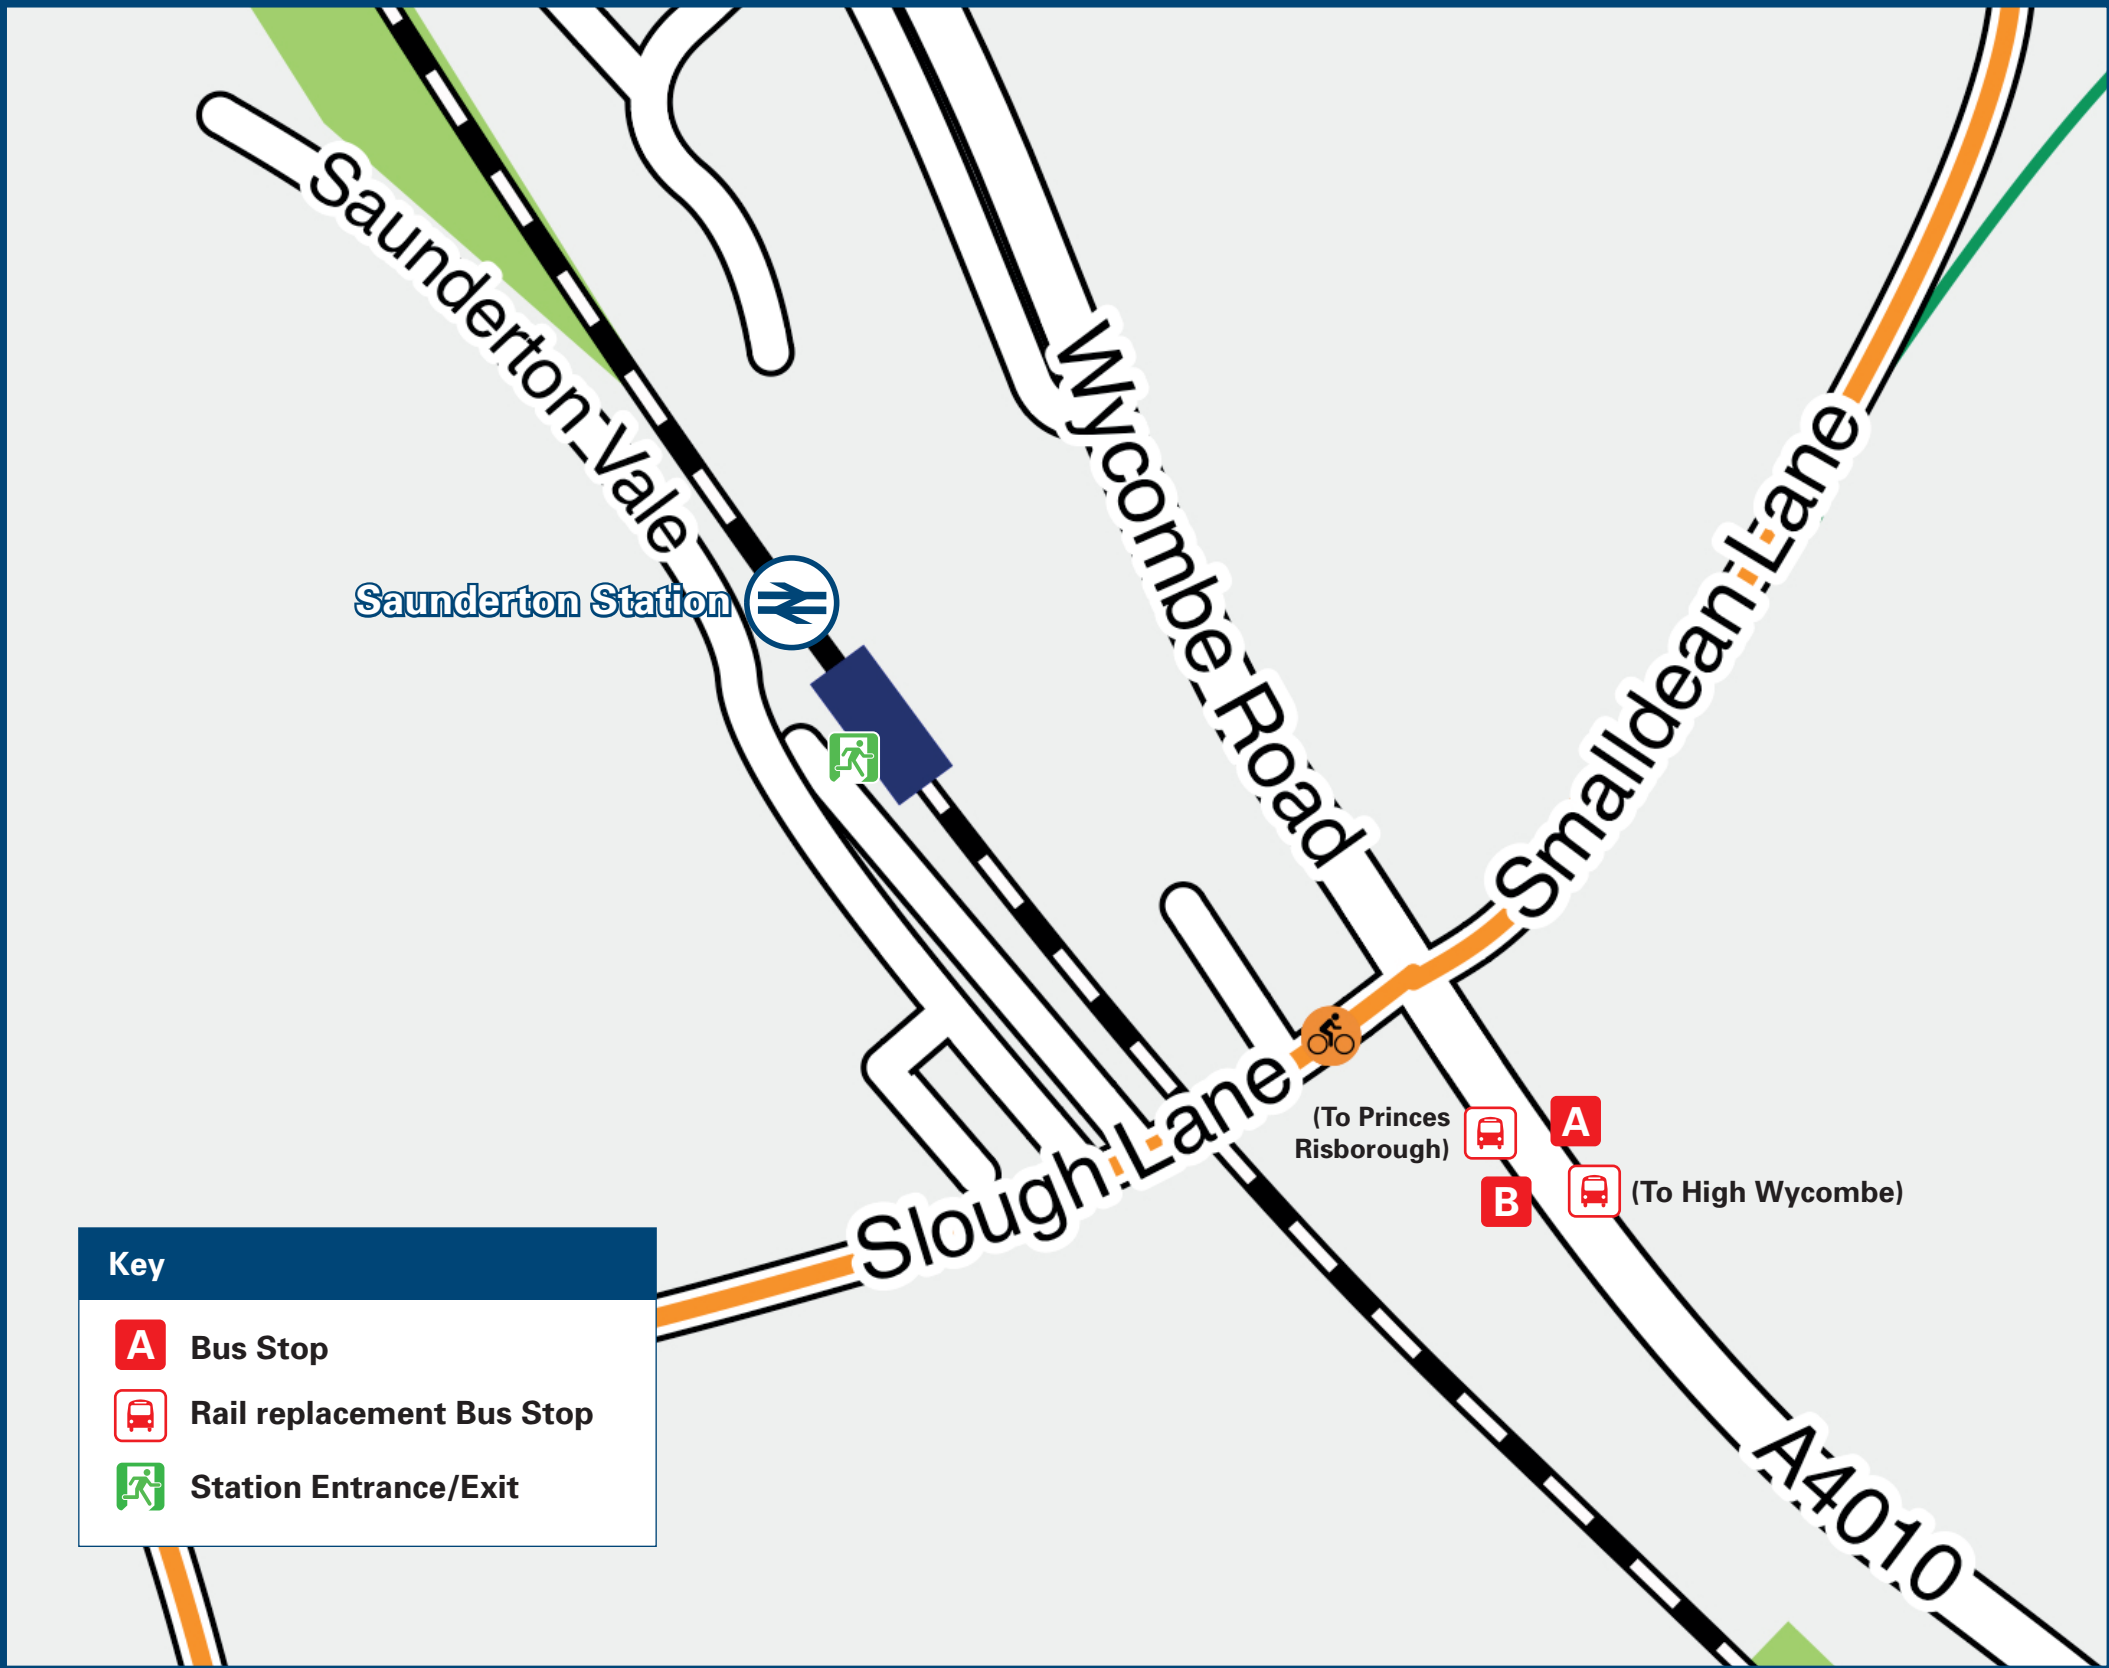 Saunderton Vale
Wycombe Road
Smalldean Lane
Saunderton Station
Slough Lane
(To Princes
Risborough)
A
B
(To High Wycombe)
A4010
Key
A Bus Stop
Rail replacement Bus Stop
Station Entrance/Exit